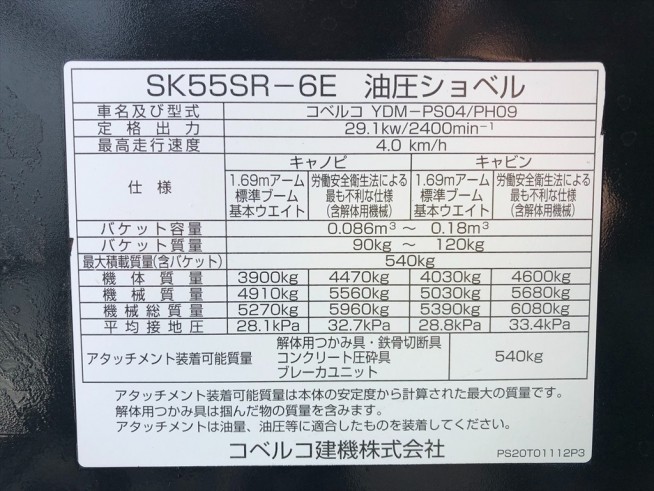 SK55SR-6E 油圧ショベル
車名及び型式 コベルコ YDM-PS04/PH09
定格出力 29.1kw/2400min⁻¹
最高走行速度 4.0 km/h
仕様 キャノピ キャビン
1.69mアーム 労働安全衛生法による 1.69mアーム 労働安全衛生法による
標準ブーム 最も不利な仕様 標準ブーム 最も不利な仕様
基本ウエイト (含解体用機械) 基本ウエイト (含解体用機械)
バケット容量 0.086m³ ~ 0.18m³
バケット質量 90kg ~ 120kg
最大積載質量(含バケット) 540kg
機体質量 3900kg 4470kg 4030kg 4600kg
機械質量 4910kg 5560kg 5030kg 5680kg
機械総質量 5270kg 5960kg 5390kg 6080kg
平均接地圧 28.1kPa 32.7kPa 28.8kPa 33.4kPa
アタッチメント装着可能質量 解体用つかみ具・鉄骨切断具 540kg
コンクリート圧砕具
ブレーカユニット
アタッチメント装着可能質量は本体の安定度から計算された最大の質量です。
解体用つかみ具は掴んだ物の質量を含みます。
アタッチメントは油量、油圧等に適合したものを装着してください。
コベルコ建機株式会社 PS20T01112P3